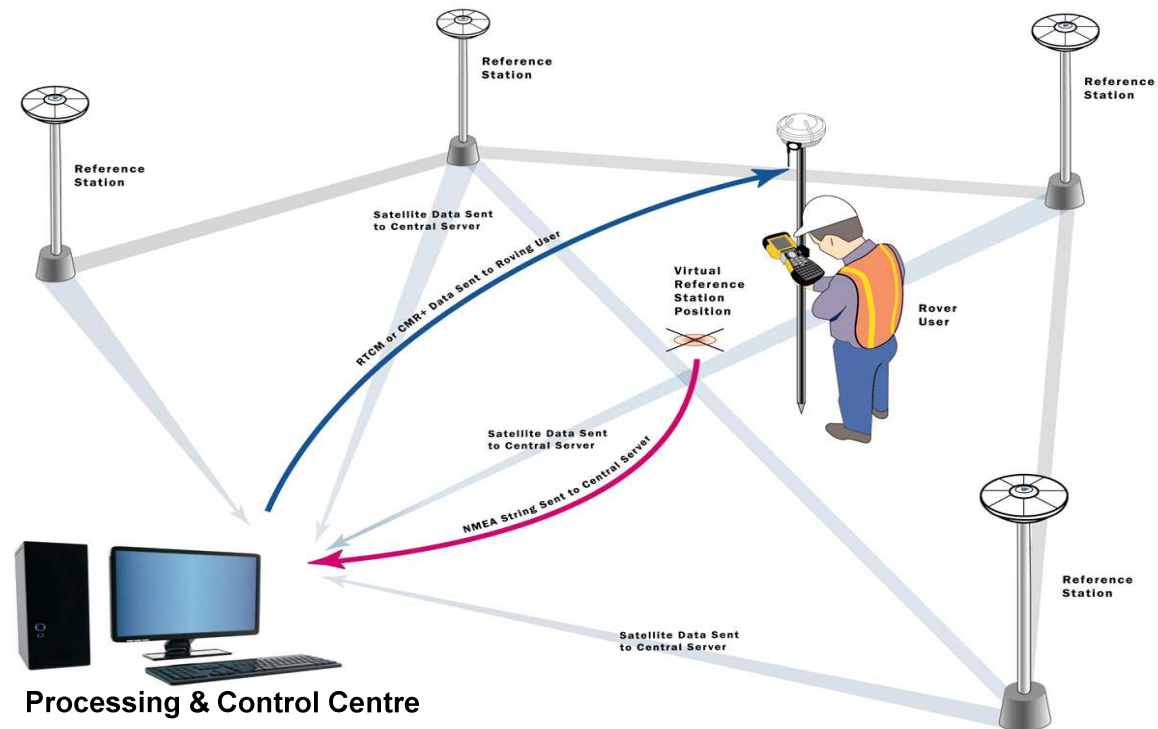 Reference
Station
Reference
Station
Reference
Station
Satellite Data Sent
to Central Server
RTCM or CMR+ Data Sent to Roving User
Virtual
Reference
Station
Position
Rover
User
Satellite Data Sent
to Central Server
NMEA String Sent to Central Server
Reference
Station
Satellite Data Sent
to Central Server
Processing & Control Centre